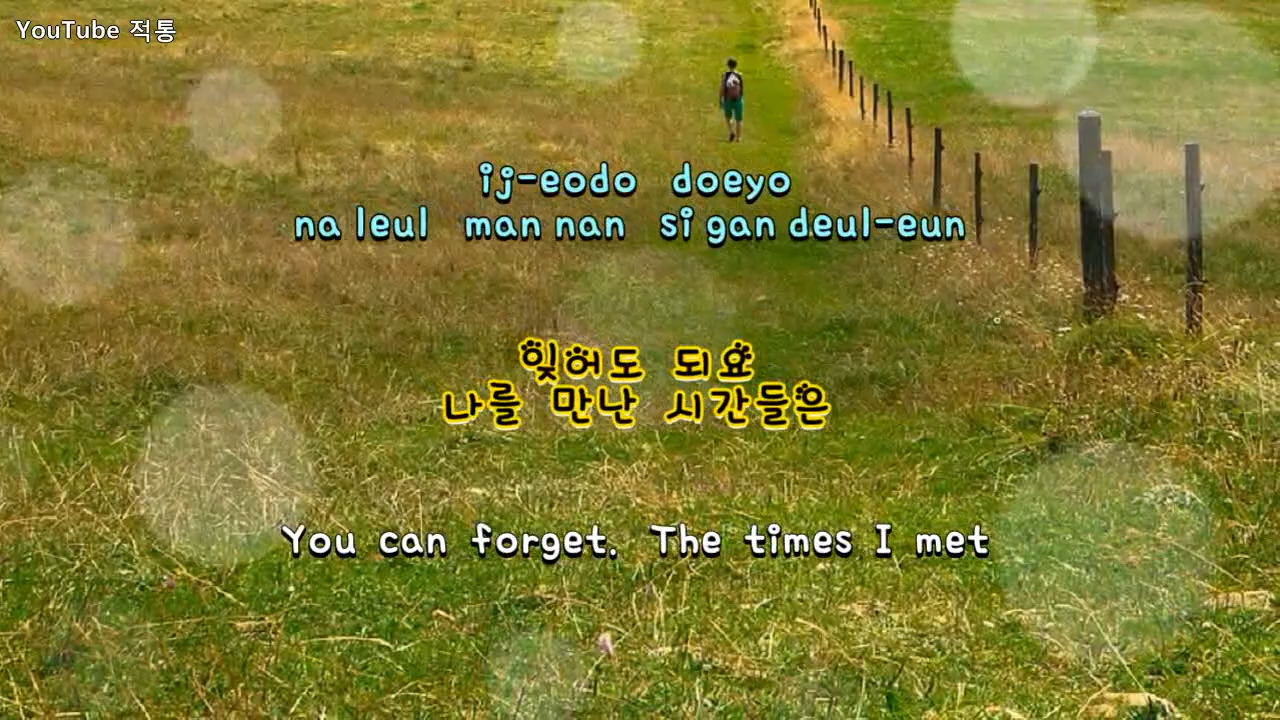 YouTube 적통
ij-eodo doeyo
na leul man nan si gan deul-eun
잊어도 되요
나를 만난 시간들은
You can forget. The times I met